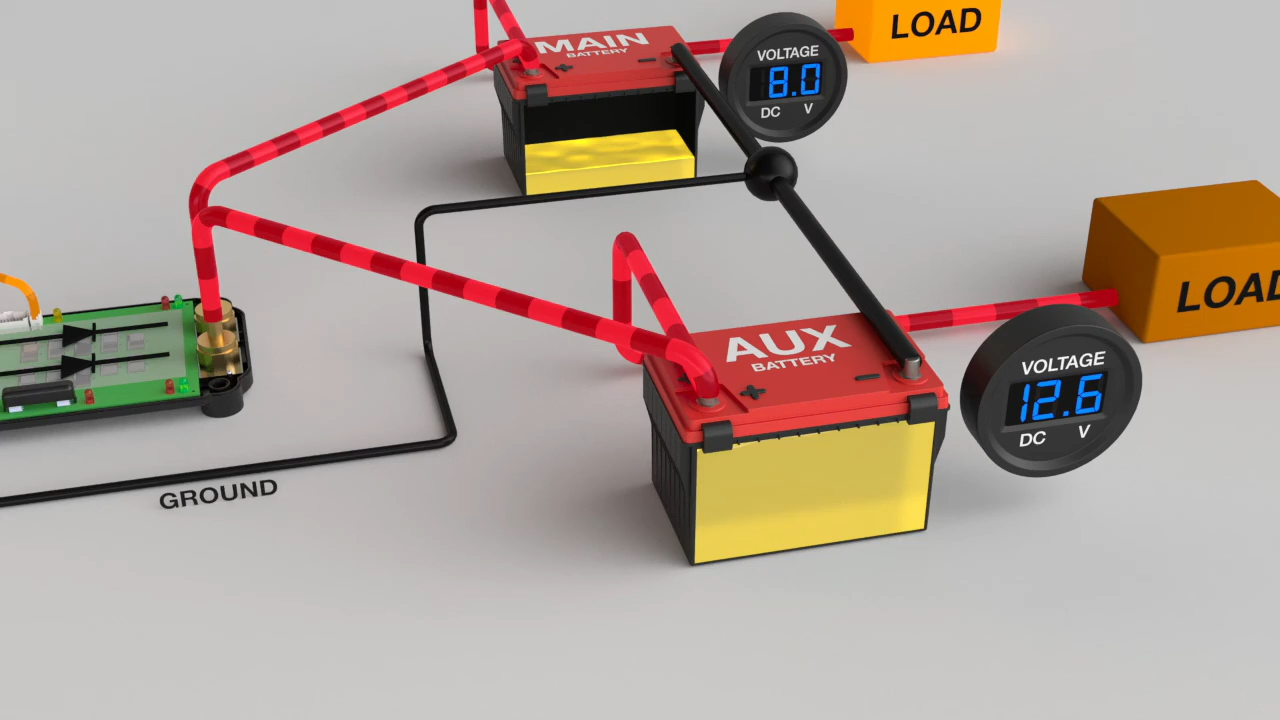 LOAD
MAIN
BATTERY
+ -
VOLTAGE
8.0
DC V
LOAD
AUX
BATTERY
+ -
VOLTAGE
12.6
DC V
GROUND